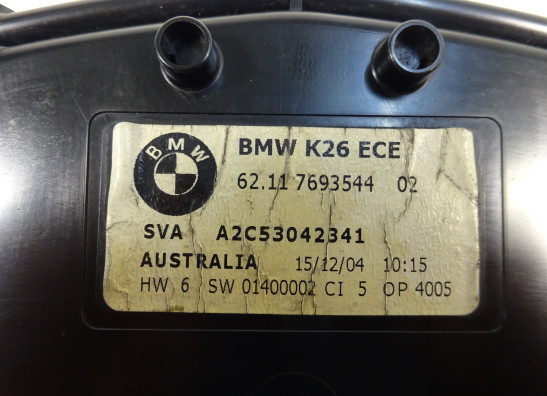 BMW
BMW K26 ECE
62.11 7693544 02
SVA A2C53042341
AUSTRALIA 15/12/04 10:15
HW 6 SW 01400002 CI 5 OP 4005